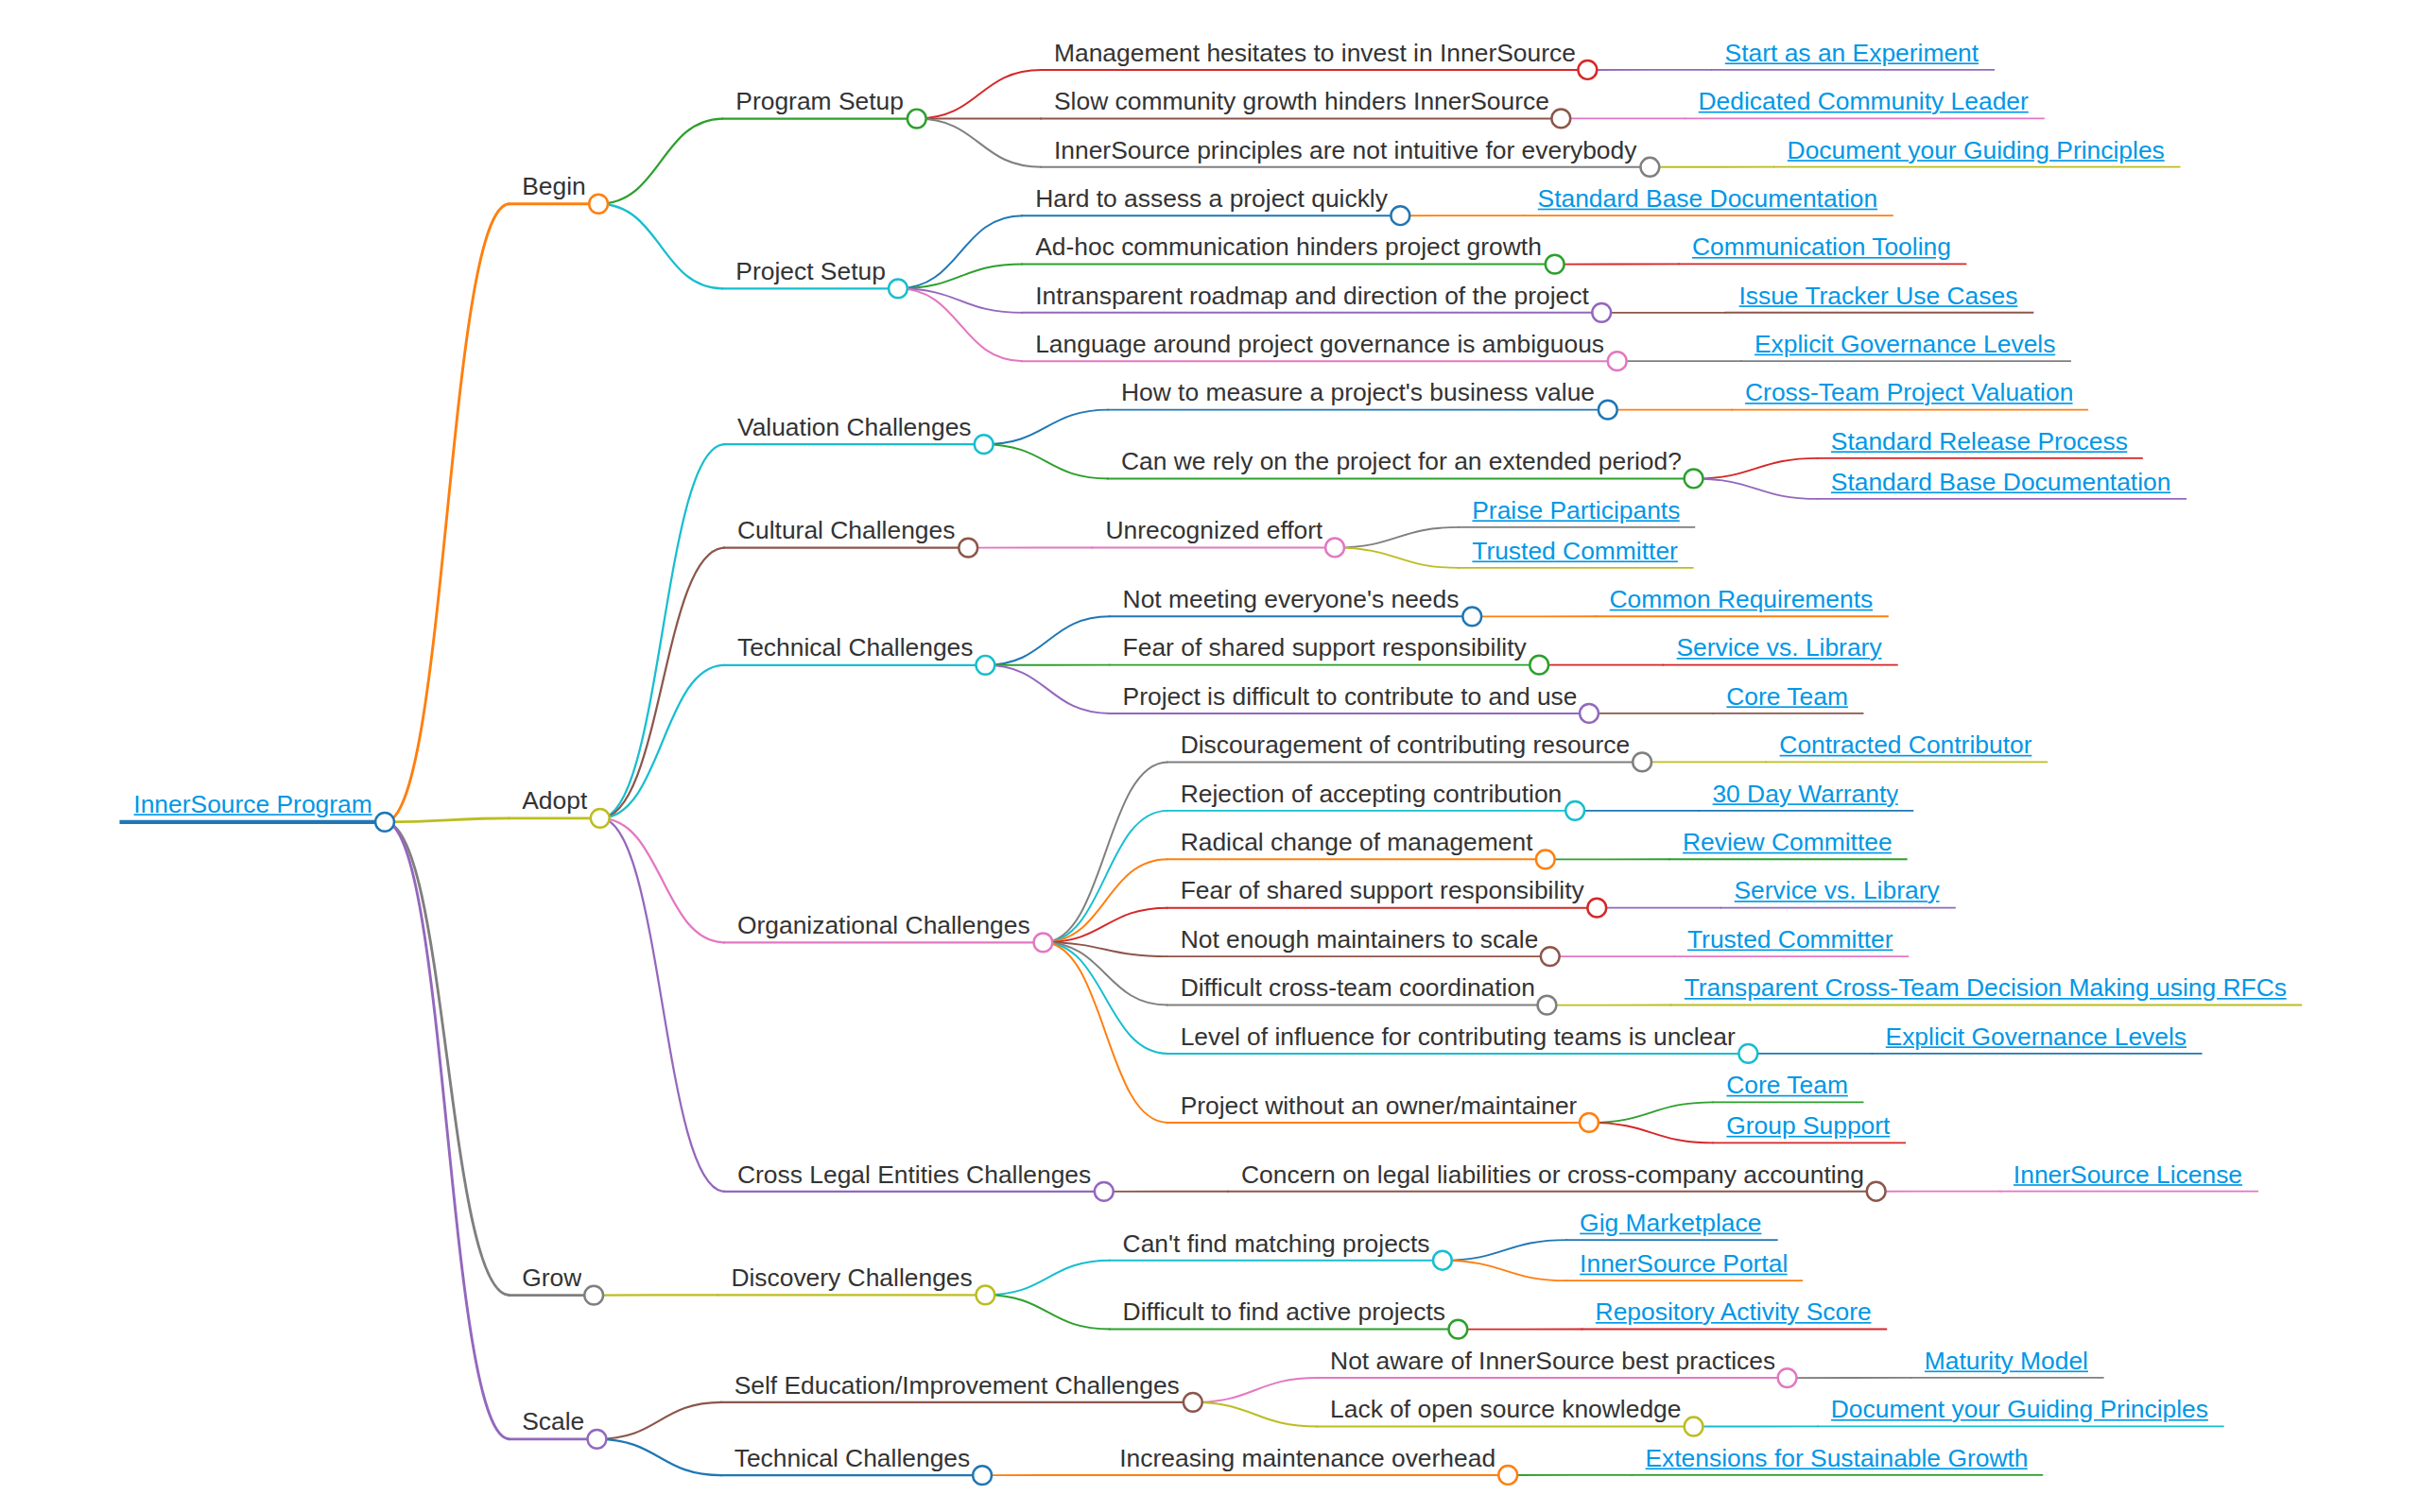 InnerSource Program
Begin
Program Setup
Management hesitates to invest in InnerSource
Start as an Experiment
Slow community growth hinders InnerSource
Dedicated Community Leader
InnerSource principles are not intuitive for everybody
Document your Guiding Principles
Project Setup
Hard to assess a project quickly
Standard Base Documentation
Ad-hoc communication hinders project growth
Communication Tooling
Intransparent roadmap and direction of the project
Issue Tracker Use Cases
Language around project governance is ambiguous
Explicit Governance Levels
Adopt
Valuation Challenges
How to measure a project's business value
Cross-Team Project Valuation
Can we rely on the project for an extended period?
Standard Release Process
Standard Base Documentation
Cultural Challenges
Unrecognized effort
Praise Participants
Trusted Committer
Technical Challenges
Not meeting everyone's needs
Common Requirements
Fear of shared support responsibility
Service vs. Library
Project is difficult to contribute to and use
Core Team
Organizational Challenges
Discouragement of contributing resource
Contracted Contributor
Rejection of accepting contribution
30 Day Warranty
Radical change of management
Review Committee
Fear of shared support responsibility
Service vs. Library
Not enough maintainers to scale
Trusted Committer
Difficult cross-team coordination
Transparent Cross-Team Decision Making using RFCs
Level of influence for contributing teams is unclear
Explicit Governance Levels
Project without an owner/maintainer
Core Team
Group Support
Cross Legal Entities Challenges
Concern on legal liabilities or cross-company accounting
InnerSource License
Grow
Discovery Challenges
Can't find matching projects
Gig Marketplace
InnerSource Portal
Difficult to find active projects
Repository Activity Score
Scale
Self Education/Improvement Challenges
Not aware of InnerSource best practices
Maturity Model
Lack of open source knowledge
Document your Guiding Principles
Technical Challenges
Increasing maintenance overhead
Extensions for Sustainable Growth